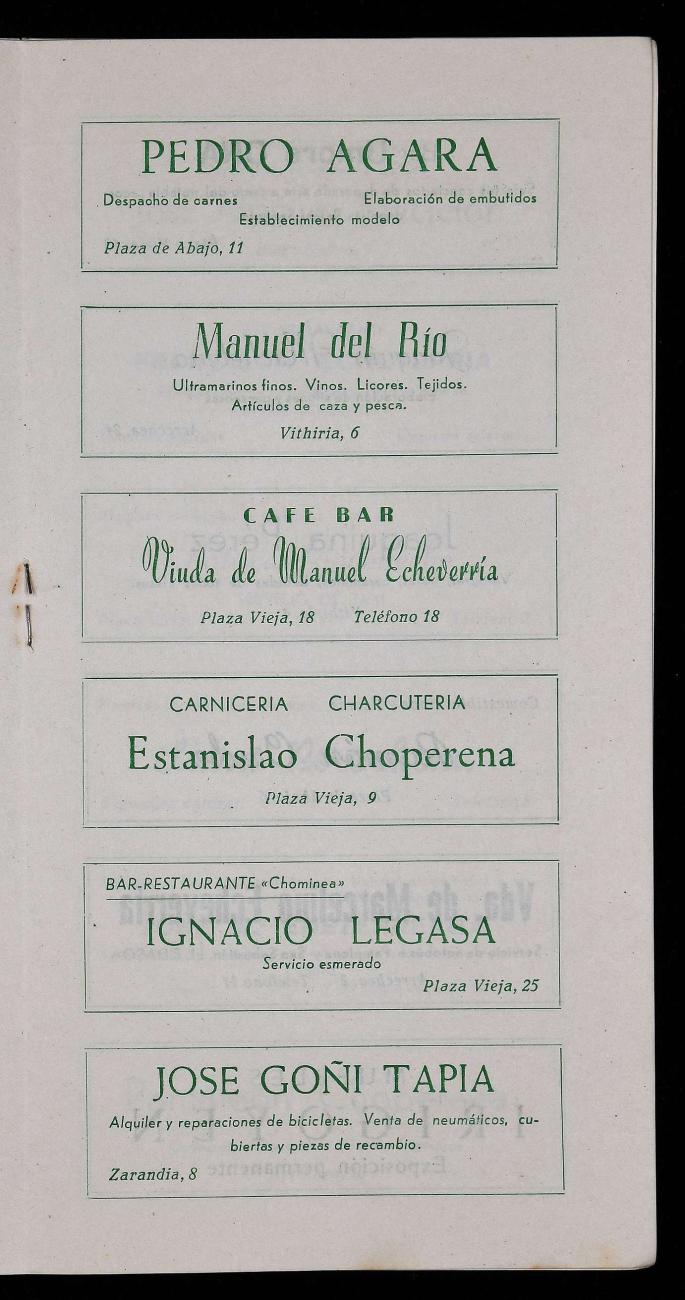 PEDRO AGARA
Despacho de carnes Elaboración de embutidos
Establecimiento modelo
Plaza de Abajo, 11
Manuel del Río
Ultramarinos finos. Vinos. Licores. Tejidos.
Artículos de caza y pesca.
Vithiria, 6
CAFE BAR
Viuda de Manuel Echeverría
Plaza Vieja, 18 Teléfono 18
CARNICERIA CHARCUTERIA
Estanislao Choperena
Plaza Vieja, 9
BAR-RESTAURANTE «Chominea»
IGNACIO LEGASA
Servicio esmerado
Plaza Vieja, 25
JOSE GOÑI TAPIA
Alquiler y reparaciones de bicicletas. Venta de neumáticos, cu-
biertas y piezas de recambio.
Zarandia, 8